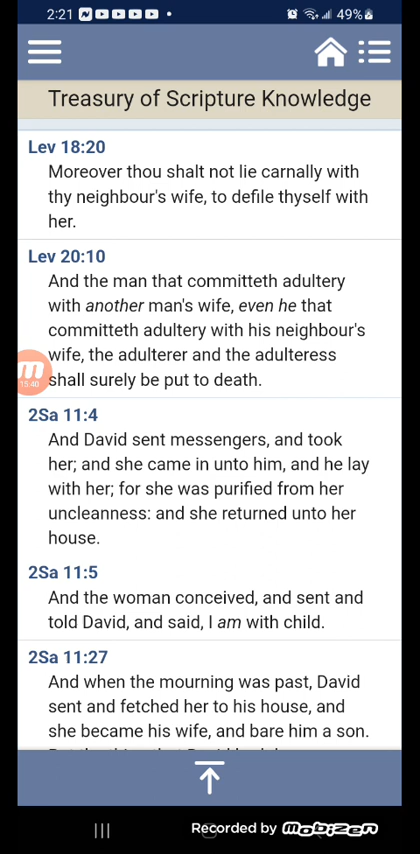 2:21
49%
Treasury of Scripture Knowledge
Lev 18:20
Moreover thou shalt not lie carnally with
thy neighbour's wife, to defile thyself with
her.
Lev 20:10
And the man that committeth adultery
with another man's wife, even he that
committeth adultery with his neighbour's
wife, the adulterer and the adulteress
shall surely be put to death.
15:40
2Sa 11:4
And David sent messengers, and took
her; and she came in unto him, and he lay
with her; for she was purified from her
uncleanness: and she returned unto her
house.
2Sa 11:5
And the woman conceived, and sent and
told David, and said, I am with child.
2Sa 11:27
And when the mourning was past, David
sent and fetched her to his house, and
she became his wife, and bare him a son.
Recorded by Mobizen